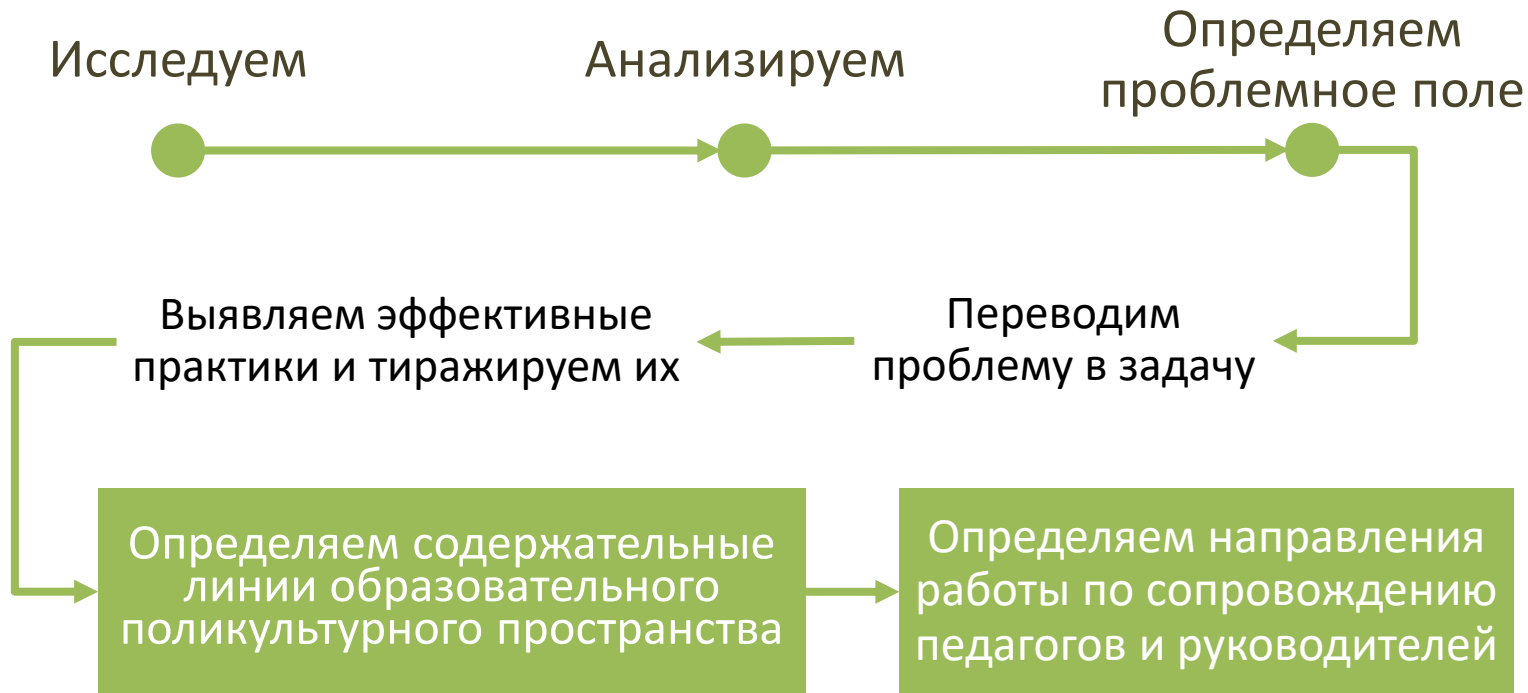 Исследуем
Анализируем
Определяем
проблемное поле
Переводим
проблему в задачу
Выявляем эффективные
практики и тиражируем их
Определяем содержательные
линии образовательного
поликультурного пространства
Определяем направления
работы по сопровождению
педагогов и руководителей